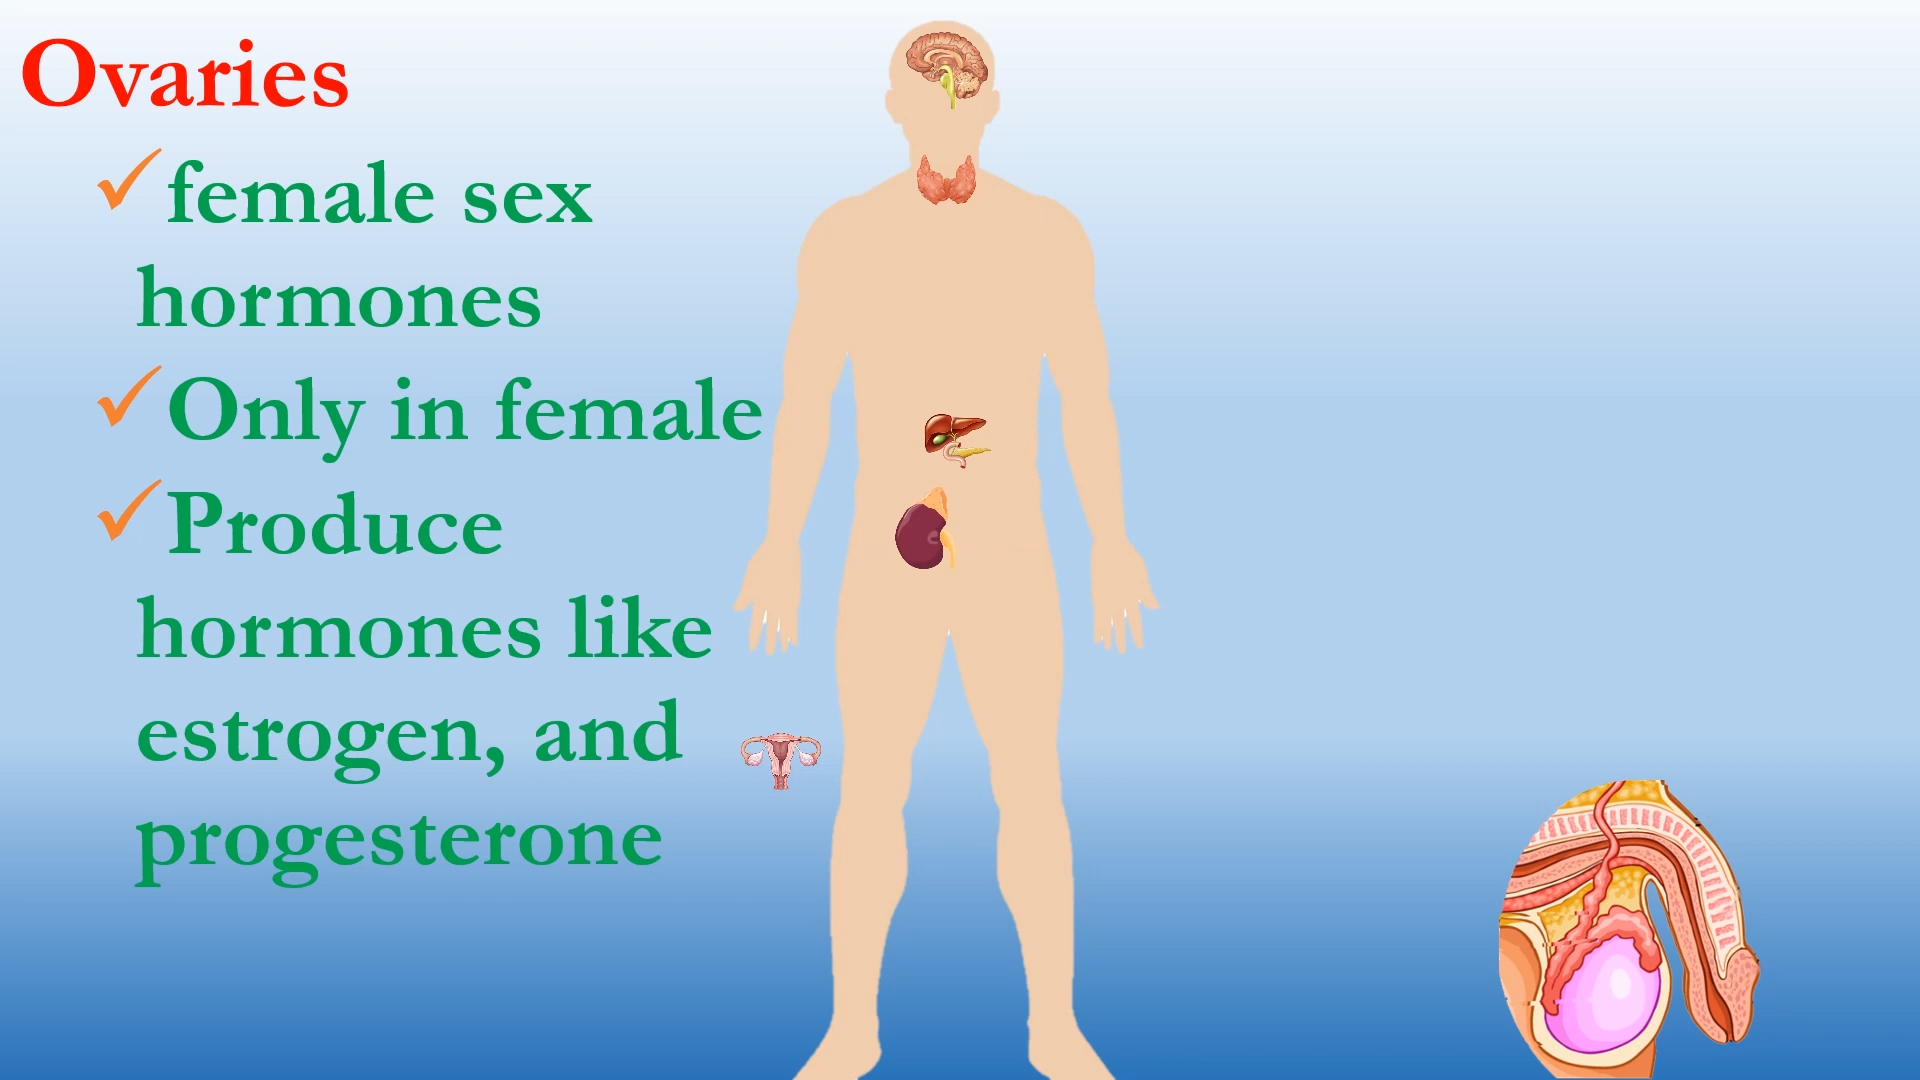 Ovaries
✓female sex
hormones
✓Only in female
✓Produce
hormones like
estrogen, and
progesterone